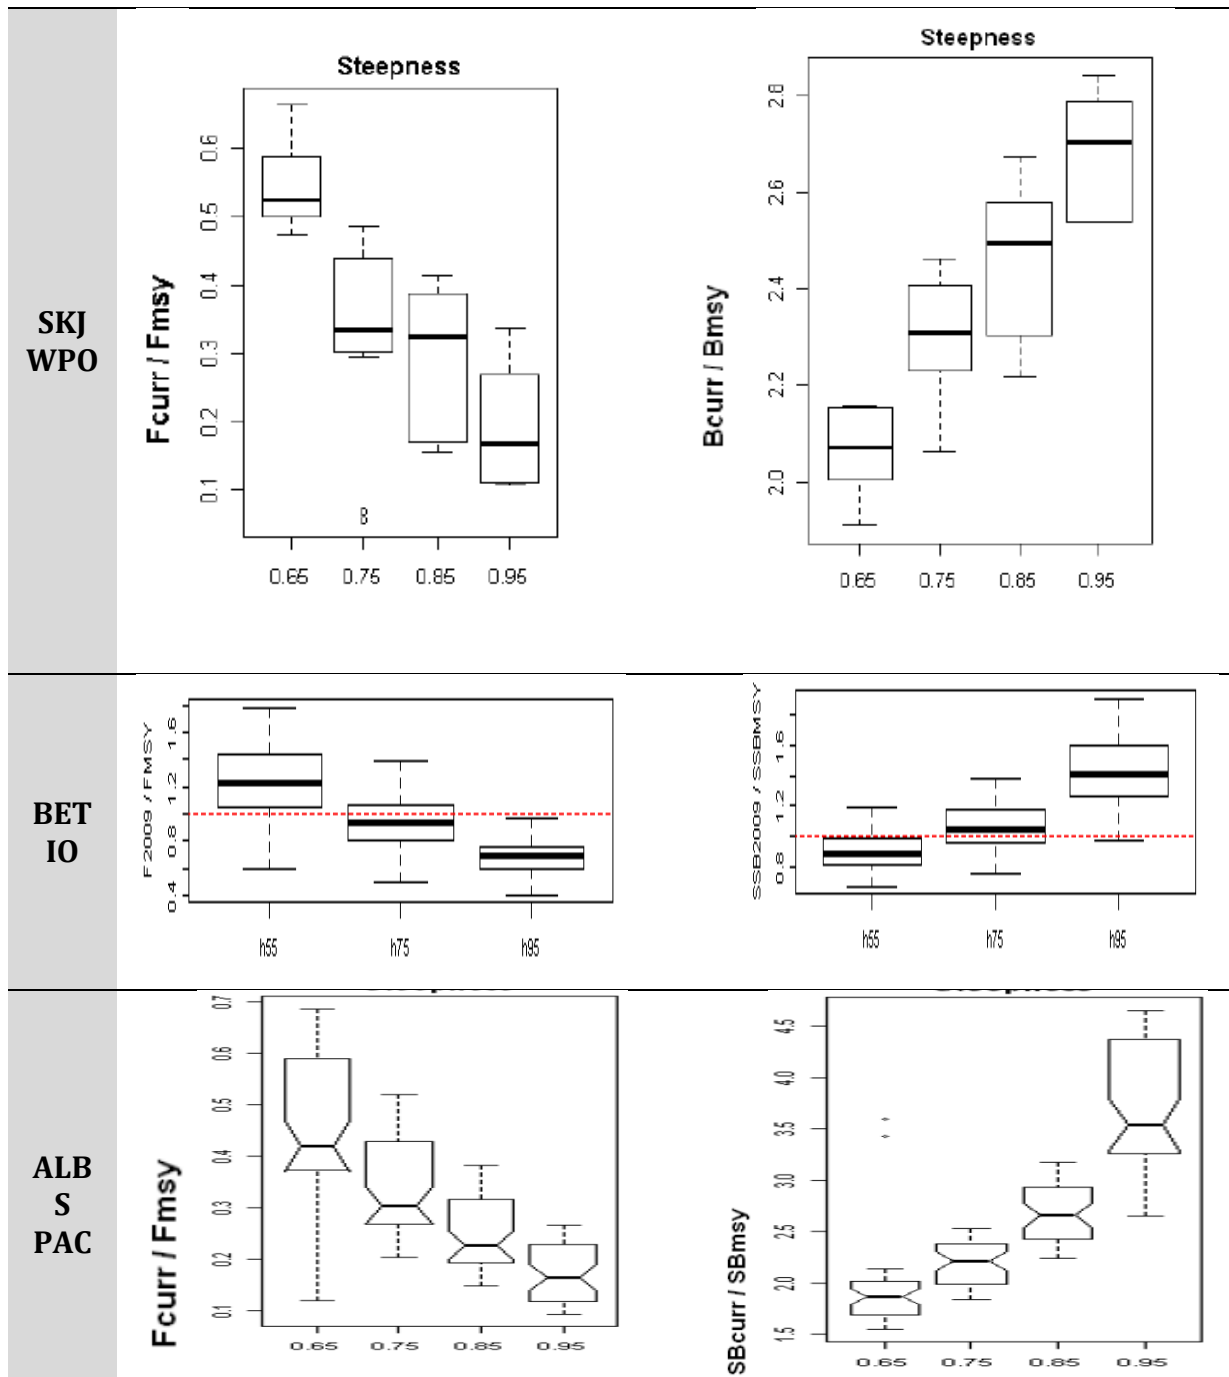 SKJ
WPO
Steepness
Fcurr / Fmsy
0.6
0.5
0.4
0.3
0.2
0.1
8
0.65 0.75 0.85 0.95
Steepness
Bcurr / Bmsy
2.8
2.6
2.4
2.2
2.0
0.65 0.75 0.85 0.95
BET
IO
F2009 / FMSY
1.6
1.2
0.8
0.4
h55 h75 h95
SSB2009 / SSBMSY
1.6
1.2
0.8
h55 h75 h95
ALB
S
PAC
Steepness
Fcurr / Fmsy
0.7
0.6
0.5
0.4
0.3
0.2
0.1
0.65 0.75 0.85 0.95
Steepness
SBcurr / SBmsy
4.5
4.0
3.5
3.0
2.5
2.0
1.5
0.65 0.75 0.85 0.95